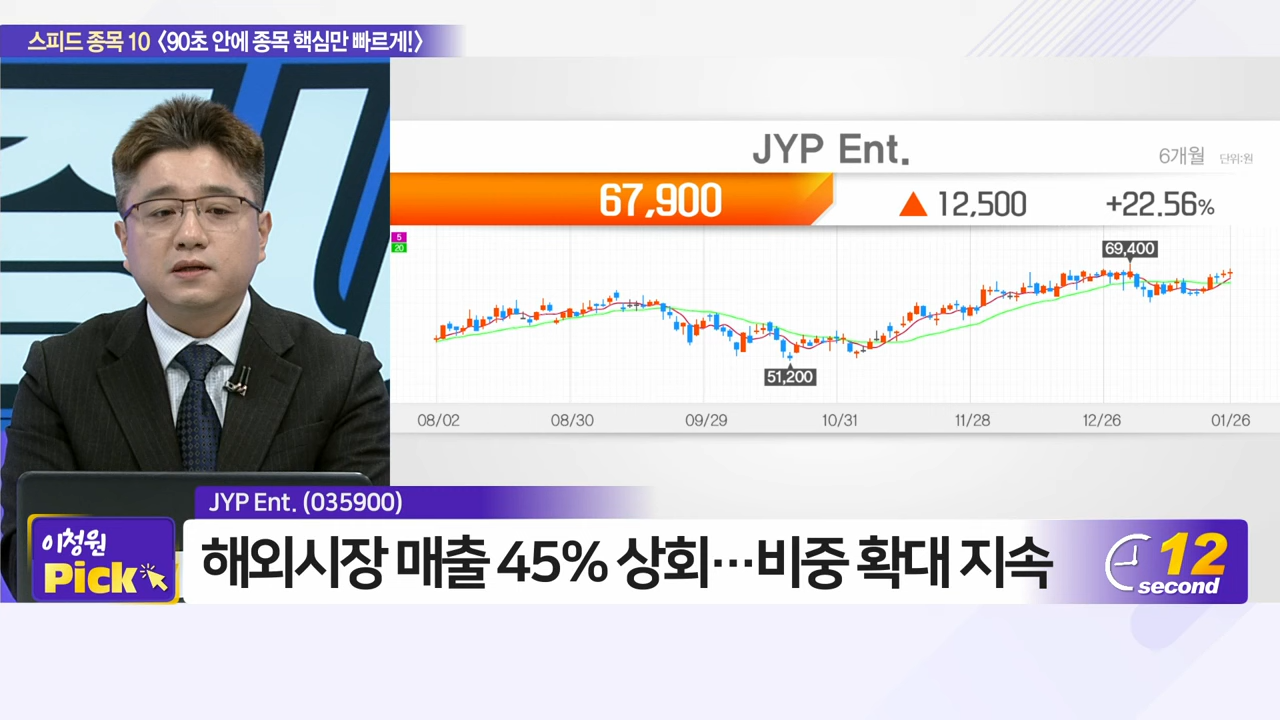 스피드 종목 10 〈90초 안에 종목 핵심만 빠르게!〉
JYP Ent.
6개월 단위:원
67,900 ▲ 12,500 +22.56%
5
20
69,400
51,200
08/02 08/30 09/29 10/31 11/28 12/26 01/26
JYP Ent. (035900)
이청원
Pick
해외시장 매출 45% 상회…비중 확대 지속
12
second